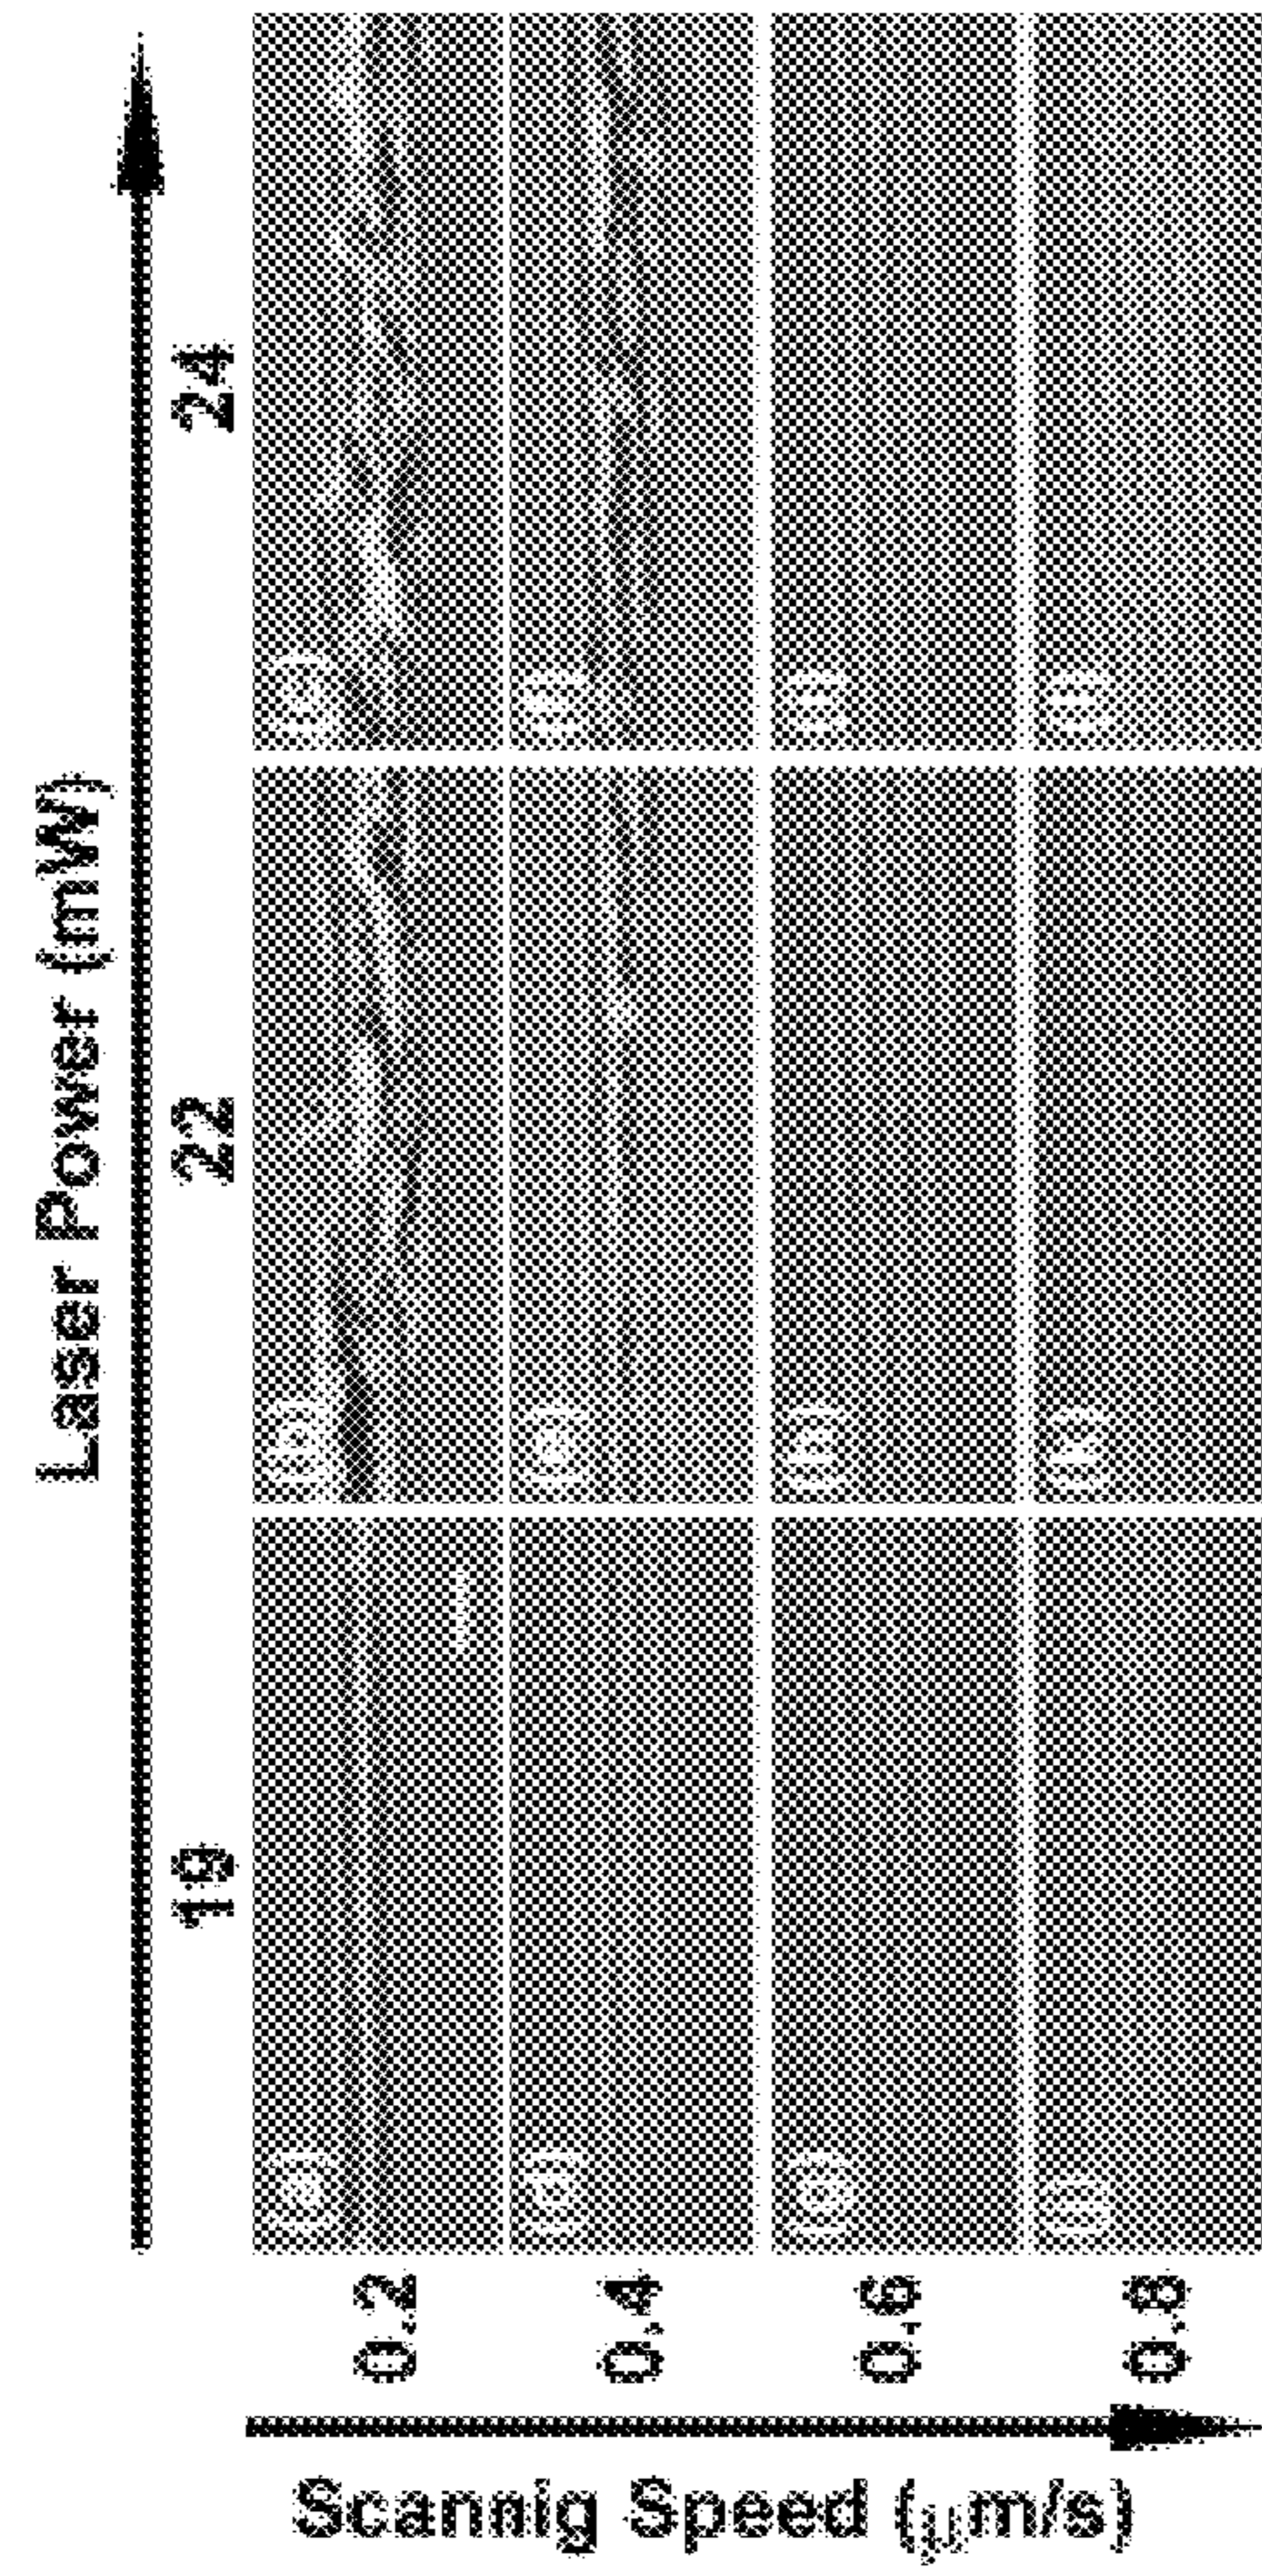 Laser Power (mW)
19 22 24
0.2 (a) (b) (c)
0.4 (d) (e) (f)
0.6 (g) (h) (i)
0.8 (j) (k) (l)
Scannig Speed (μm/s)